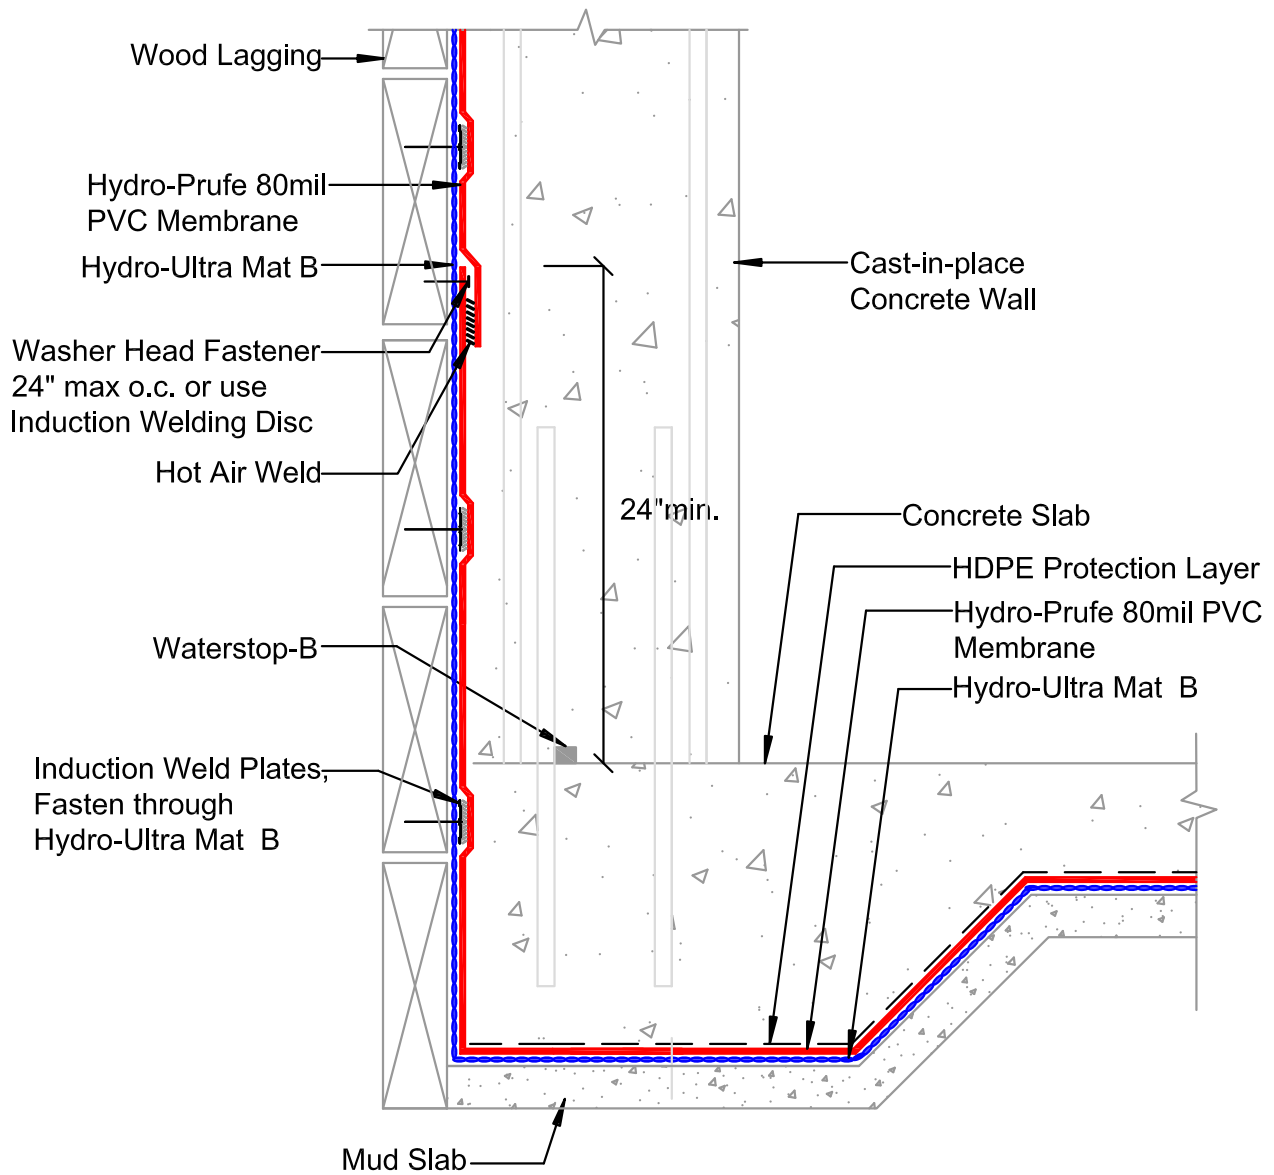 Wood Lagging
Hydro-Prufe 80mil
PVC Membrane
Hydro-Ultra Mat B
Washer Head Fastener
24" max o.c. or use
Induction Welding Disc
Hot Air Weld
Waterstop-B
Induction Weld Plates,
Fasten through
Hydro-Ultra Mat B
Mud Slab
24"min.
Cast-in-place
Concrete Wall
Concrete Slab
HDPE Protection Layer
Hydro-Prufe 80mil PVC
Membrane
Hydro-Ultra Mat B